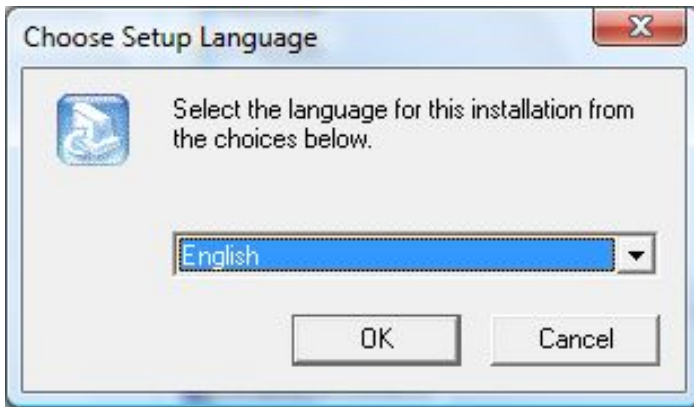 Choose Setup Language
Select the language for this installation from
the choices below.
English
OK
Cancel